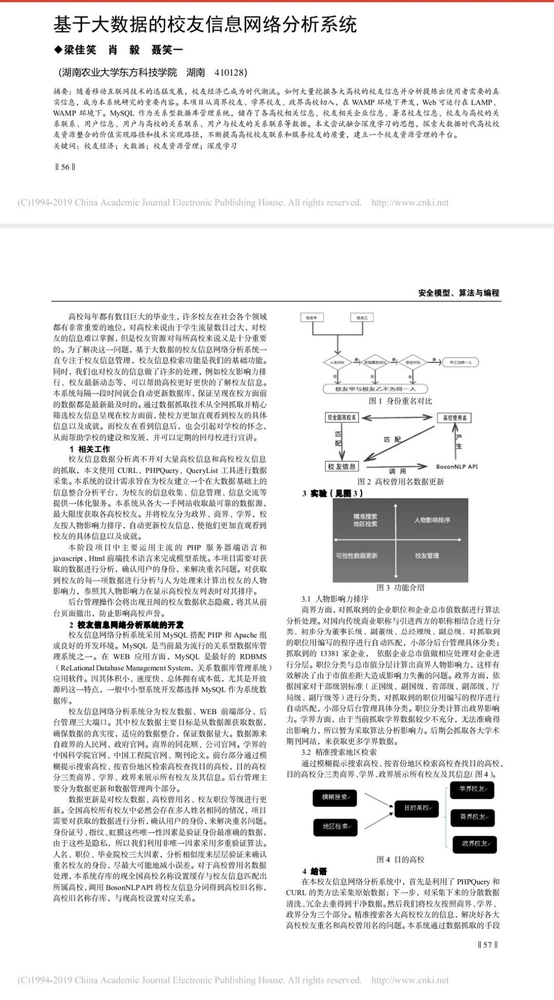 基于大数据的校友信息网络分析系统
◆梁佳笑 肖 毅 聂笑一
（湖南农业大学东方科技学院 湖南 410128）
摘要：随着移动互联网技术的迅猛发展，校友经济已成为时代潮流。如何大量挖掘各大高校的校友信息并分析提炼出使用者需要的真
实信息，成为本系统研究的重要内容。本项目从商界校友、学界校友、政界高校切入，在 WAMP 环境下开发，Web 可运行在 LAMP、
WAMP 环境下。MySQL 作为关系型数据库管理系统，储存了各高校相关信息、校友相关企业信息、著名校友信息、校友与高校的关
系联系、用户信息、用户与高校的关系联系、用户与校友的关系联系等数据。本文尝试融合深度学习的思想，探索大数据时代高校校
友资源整合的价值实现路径和技术实现路径，不断提高高校校友联系和服务校友的质量，建立一个校友资源管理的平台。
关键词：校友经济；大数据；校友资源管理；深度学习
‖56‖
(C)1994-2019 China Academic Journal Electronic Publishing House. All rights reserved. http://www.cnki.net
安全模型、算法与编程
高校每年都有数目巨大的毕业生，许多校友在社会各个领域
都有非常重要的地位，对高校来说由于学生流量数目过大，对校
友的信息难以掌握，但是校友资源对每所高校来说又是十分重要
的。为了解决这一问题，基于大数据的校友信息网络分析系统一
直专注于校友信息管理，校友信息检索功能是我们的基础功能。
同时，我们也对校友的信息做了许多的处理，例如校友影响力排
行、校友最新动态等，可以帮助高校更好更快的了解校友信息。
本系统每隔一段时间就会自动更新数据库，保证呈现在校方面前
的数据都是最新最及时的。通过数据抓取技术从全网抓取并精心
筛选校友信息呈现在校方面前，使校方更加直观看到校友的具体
信息以及成就。而校友在看到信息后，也会引起对学校的怀念，
从而帮助学校的建设和发展，并可以定期的回母校进行宣讲。
1 相关工作
校友信息数据分析离不开对大量高校信息和高校校友信息
的抓取，本文使用 CURL、PHPQuery、QueryList 工具进行数据
采集。本系统的设计需求旨在为校友建立一个在大数据基础上的
信息整合分析平台，为校友的信息收集、信息管理、信息交流等
提供一体化服务。本系统从各大一手网站收取最可靠的数据源，
最大限度获取各高校校友。并将校友分为政界、商界、学界，校
友按人物影响力排序，自动更新校友信息，使他们更加直观看到
校友的具体信息以及成就。
本阶段项目中主要运用主流的 PHP 服务器端语言和
javascript、Html 前端技术语言来完成模型系统。本项目需要对获
取的数据进行分析，确认用户的身份，来解决重名问题。对获取
到校友的每一项数据进行分析与人为处理来计算出校友的人物
影响力，参照其人物影响力在显示高校校友列表时对其排序。
后台管理操作会将出现丑闻的校友数据状态隐藏，将其从前
台页面撤出，防止影响高校声誉。
2 校友信息网络分析系统的开发
校友信息网络分析系统采用 MySQL 搭配 PHP 和 Apache 组
成良好的开发环境。MySQL 是当前最为流行的关系型数据库管
理系统之一。在 WEB 应用方面，MySQL 是最好的 RDBMS
（ReLational Database Management System，关系数据库管理系统）
应用软件。因其体积小、速度快、总体拥有成本低，尤其是开放
源码这一特点，一般中小型系统开发都选择 MySQL 作为系统数
据库。
校友信息网络分析系统分为校友数据、WEB 前端部分、后
台管理三大端口。其中校友数据主要目标是从数据源获取数据，
确保数据的真实度，适应的数据整合，保证数据量大。数据源来
自政界的人民网、政府官网。商界的同花顺、公司官网。学界的
中国科学院官网、中国工程院官网、期刊论文。前台部分通过模
糊提示搜索高校、按省份地区检索高校查找目的高校，目的高校
分三类商界、学界、政界来展示所有校友及其信息。后台管理主
要分为数据更新和数据管理两个部分。
数据更新是对校友数据、高校曾用名、校友职位等级进行更
新。全国高校所有校友中必然会存在多人姓名相同的情况，项目
需要对获取的数据进行分析，确认用户的身份，来解决重名问题。
身份证号、指纹、虹膜这些唯一性因素是验证身份最准确的数据，
由于这些是隐私，所以我们利用非唯一因素采用多重验证算法。
人名、职位、毕业院校三大因素，分析相似度来层层验证来确认
重名校友的身份，尽最大可能地减小误差。对于高校曾用名数据
处理，本系统存库的现全国高校名称设置缓存与校友信息匹配出
所属高校，调用 BosonNLP API 将校友信息分词得到高校旧名称，
高校旧名称存库，与现高校设置对应关系。
校友甲
校友乙
人名对比
是
所属高校对比
是
职位对比
是
甲乙为同一人
否
否
否
校友甲与校友乙不为同一人
图 1 身份重名对比
现全国高校名
高校曾用名
匹配
匹 配
产生
校友信息
调 用
BosonNLP API
图 2 高校曾用名数据更新
3 实验（见图 3）
精准搜索
地区检索
人物影响排序
可控性数据更新
校友管理
图 3 功能介绍
3.1 人物影响力排序
商界方面，对抓取到的企业职位和企业总市值数据进行算法
分析处理。对国内传统商业职称与引进西方的职称相结合进行分
类，初步分为董事长级、副董级、总经理级、副总级，对抓取到
的职位用编写的程序进行自动匹配，小部分后台管理具体分类；
抓取到的 13381 家企业， 依据企业总市值做相应处理对企业进
行分层。职位分类与总市值分层计算出商界人物影响力，这样有
效解决了由于市值差距大造成影响力失衡的问题。政界方面，依
据国家对干部级别标准（正国级、副国级、省部级、副部级、厅
局级、副厅级等）进行分类，对抓取到的职位用编写的程序进行
自动匹配，小部分后台管理具体分类。职位分类计算出政界影响
力。学界方面，由于当前抓取学界数据较少不充分，无法准确得
出影响力，所以暂为采取算法分析影响力。后期会抓取各大学术
期刊网站，来获取更多学界数据。
3.2 精准搜索地区检索
通过模糊提示搜索高校、按省份地区检索高校查找目的高校，
目的高校分三类商界、学界、政界展示所有校友及其信息（图 4）。
模糊搜索
地区检索
目的高校
学界校友
商界校友
政界校友
图 4 目的高校
4 结语
在本校友信息网络分析系统中，首先是利用了 PHPQuery 和
CURL 的类方法采集原始数据；下一步，对采集下来的分散数据
清洗、冗余去重得到干净数据。然后我们将校友按照商界、学界、
政界分为三个部分。精准搜索各大高校校友的信息，解决好各大
高校校友重名和高校曾用名的问题。本系统通过数据抓取的手段
‖57‖
(C)1994-2019 China Academic Journal Electronic Publishing House. All rights reserved. http://www.cnki.net